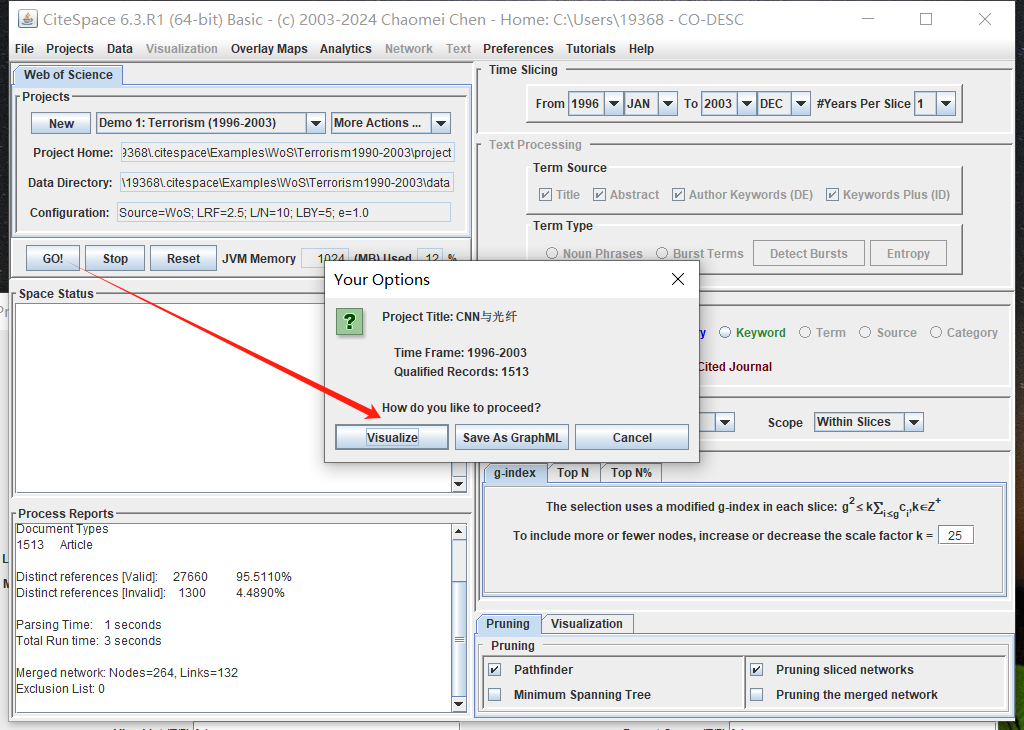 CiteSpace 6.3.R1 (64-bit) Basic - (c) 2003-2024 Chaomei Chen - Home: C:\Users\19368 - CO-DESC
File Projects Data Visualization Overlay Maps Analytics Network Text Preferences Tutorials Help
Web of Science
Projects
New Demo 1: Terrorism (1996-2003) More Actions ...
Project Home: 9368\.citespace\Examples\WoS\Terrorism1990-2003\project
Data Directory: \19368\.citespace\Examples\WoS\Terrorism1990-2003\data
Configuration: Source=WoS; LRF=2.5; L/N=10; LBY=5; e=1.0
GO! Stop Reset JVM Memory 1024 (MB) Used 12 %
Space Status
Process Reports
Document Types
1513 Article
Distinct references [Valid]: 27660 95.5110%
Distinct references [Invalid]: 1300 4.4890%
Parsing Time: 1 seconds
Total Run time: 3 seconds
Merged network: Nodes=264, Links=132
Exclusion List: 0
Time Slicing
From 1996 JAN To 2003 DEC #Years Per Slice 1
Text Processing
Term Source
Title Abstract Author Keywords (DE) Keywords Plus (ID)
Term Type
Noun Phrases Burst Terms Detect Bursts Entropy
Keyword Term Source Category
Cited Journal
Scope Within Slices
g-index Top N Top N%
The selection uses a modified g-index in each slice: g² ≤ k∑i≤g ci, k∈Z⁺
To include more or fewer nodes, increase or decrease the scale factor k = 25
Pruning Visualization
Pruning
Pathfinder Pruning sliced networks
Minimum Spanning Tree Pruning the merged network
Your Options
Project Title: CNN与光纤
Time Frame: 1996-2003
Qualified Records: 1513
How do you like to proceed?
Visualize Save As GraphML Cancel